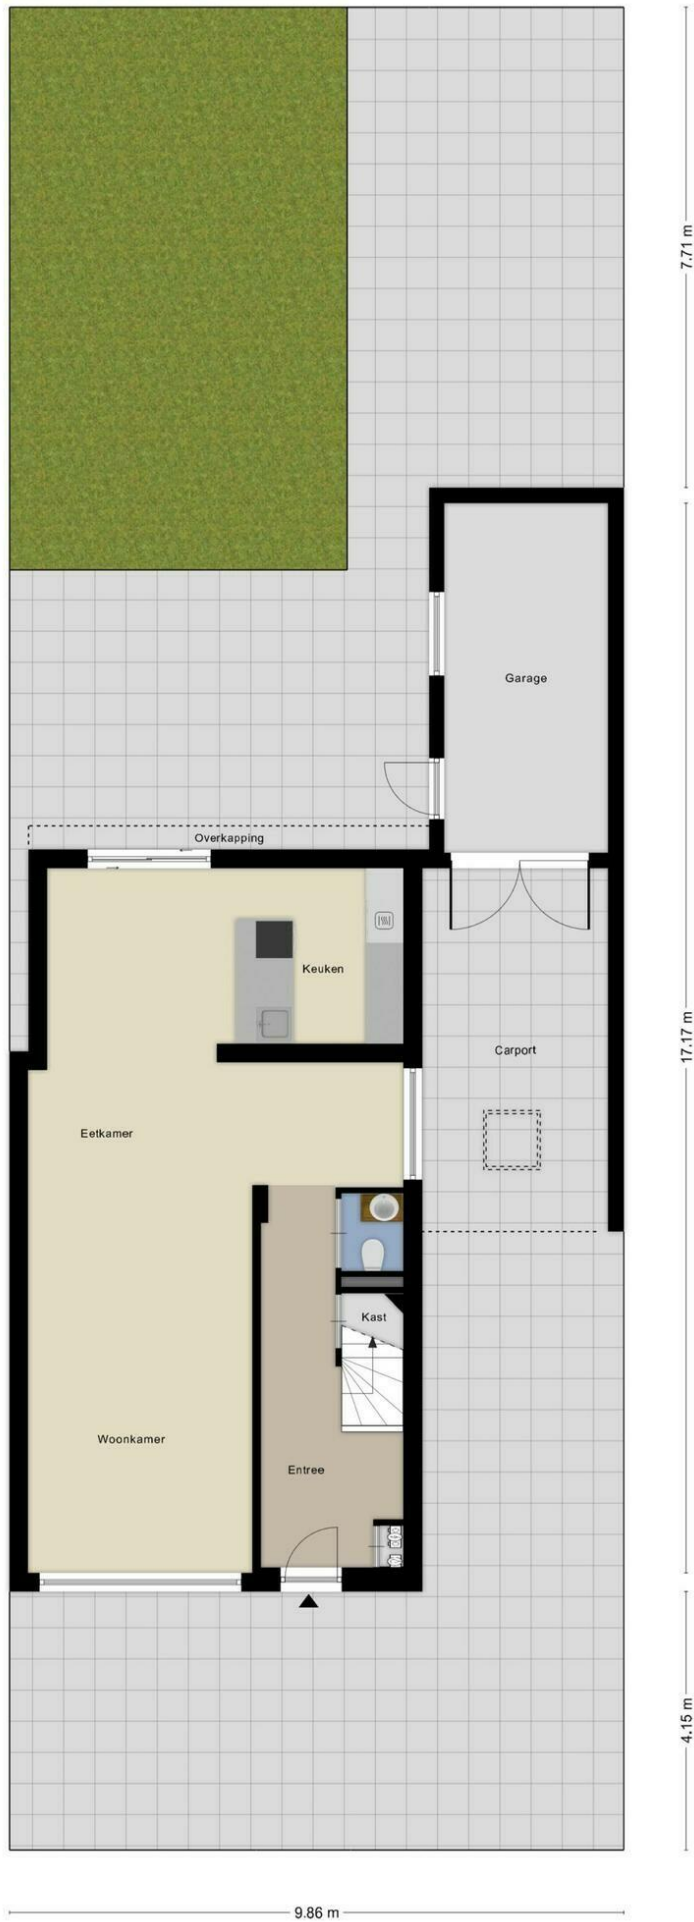 7.71 m
Garage
Overkapping
Keuken
17.17 m
Carport
Eetkamer
Kast
Woonkamer
Entree
4.15 m
9.86 m